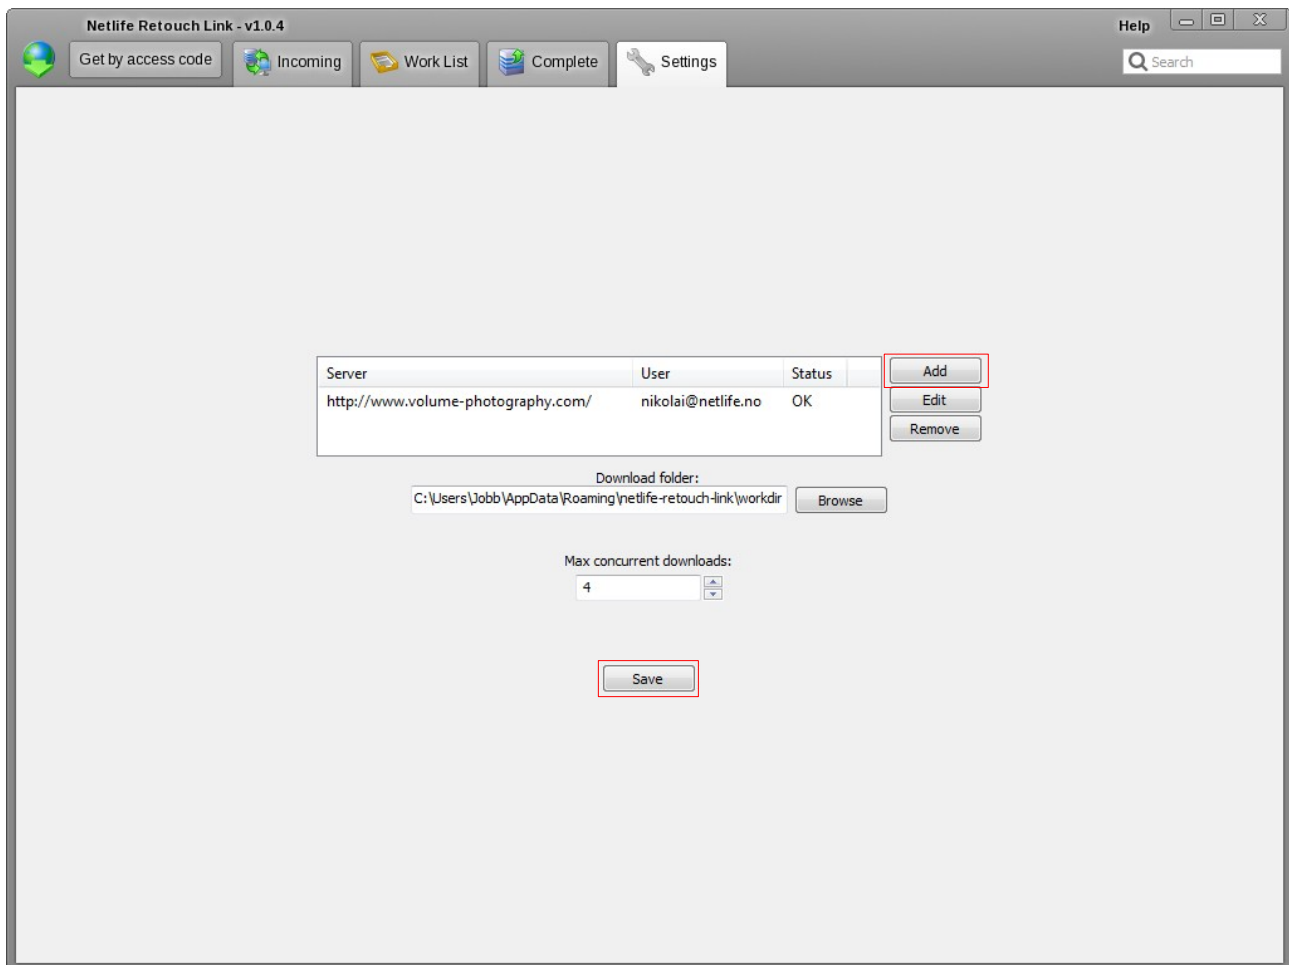 Netlife Retouch Link - v1.0.4
Help
Get by access code
Incoming
Work List
Complete
Settings
Search
Server User Status
http://www.volume-photography.com/ nikolai@netlife.no OK
Add
Edit
Remove
Download folder:
C:\Users\Jobb\AppData\Roaming\netlife-retouch-link\workdir
Browse
Max concurrent downloads:
4
Save